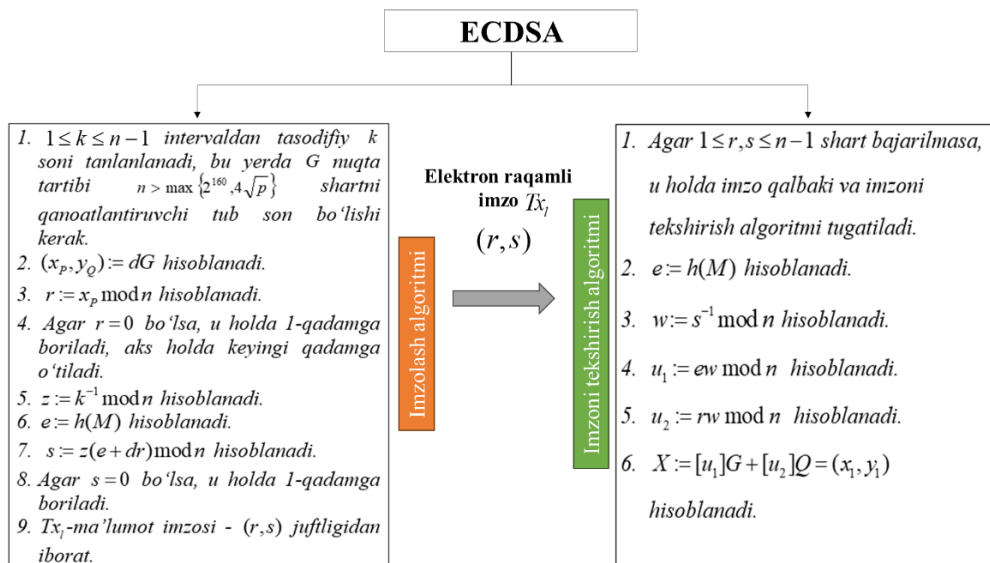 ECDSA
1. 1 ≤ k ≤ n − 1 intervaldan tasodifiy k
soni tanlanlanadi, bu yerda G nuqta
tartibi n > max {2^160, 4√p} shartni
qanoatlantiruvchi tub son bo‘lishi
kerak.
2. (x_P, y_Q) := dG hisoblanadi.
3. r := x_P mod n hisoblanadi.
4. Agar r = 0 bo‘lsa, u holda 1-qadamga
boriladi, aks holda keyingi qadamga
o‘tiladi.
5. z := k^−1 mod n hisoblanadi.
6. e := h(M) hisoblanadi.
7. s := z(e + dr) mod n hisoblanadi.
8. Agar s = 0 bo‘lsa, u holda 1-qadamga
boriladi.
9. Tx_l-ma’lumot imzosi - (r, s) juftligidan
iborat.
Imzolash algoritmi
Elektron raqamli
imzo Tx_l
(r, s)
Imzoni tekshirish algoritmi
1. Agar 1 ≤ r, s ≤ n − 1 shart bajarilmasa,
u holda imzo qalbaki va imzoni
tekshirish algoritmi tugatiladi.
2. e := h(M) hisoblanadi.
3. w := s^−1 mod n hisoblanadi.
4. u_1 := ew mod n hisoblanadi.
5. u_2 := rw mod n hisoblanadi.
6. X := [u_1]G + [u_2]Q = (x_1, y_1)
hisoblanadi.